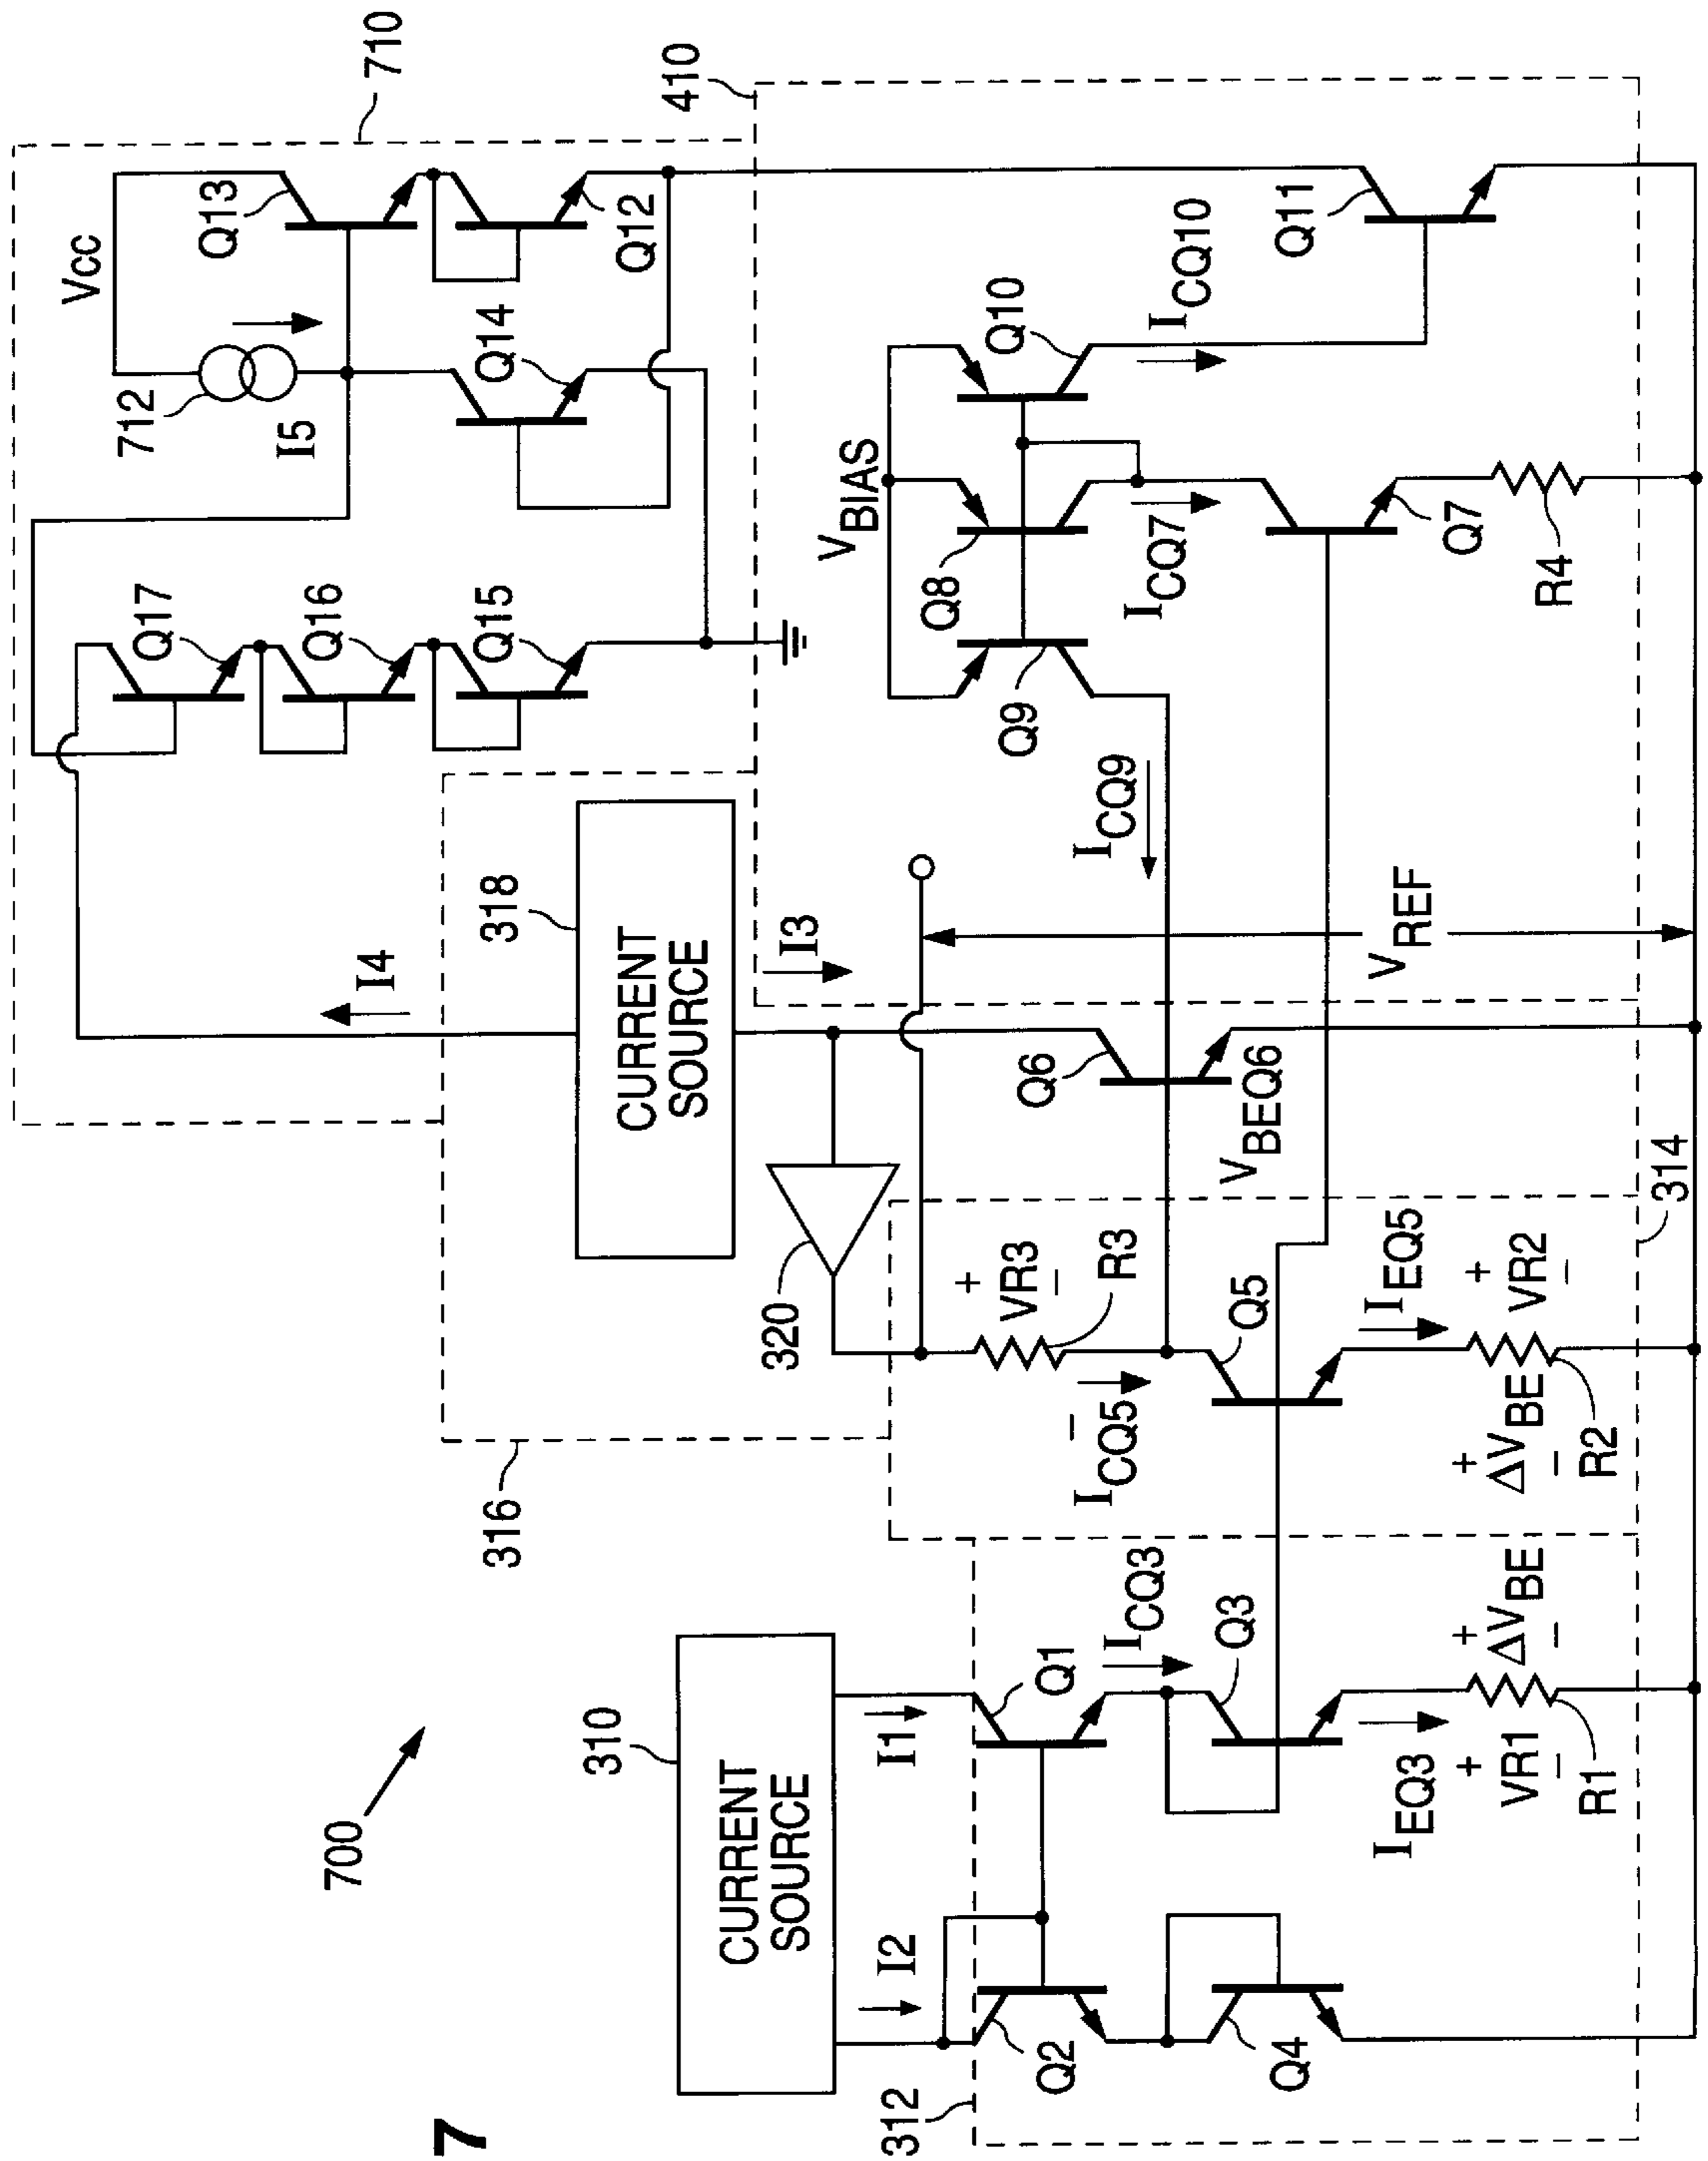 7
700
710
Vcc
Q13
Q12
712
I5
Q14
Q17
Q16
Q15
410
I4
318
CURRENT
SOURCE
I3
VBIAS
Q10
ICQ10
Q11
Q8
ICQ7
Q7
R4
Q9
ICQ9
VREF
316
320
+
VR3
–
R3
Q6
VBEQ6
–
ICQ5
Q5
IEQ5
+
VR2
–
+
ΔVBE
–
R2
314
310
CURRENT
SOURCE
I1
I2
Q1
ICQ3
Q3
IEQ3
+
ΔVBE
–
+
VR1
–
R1
Q2
Q4
312